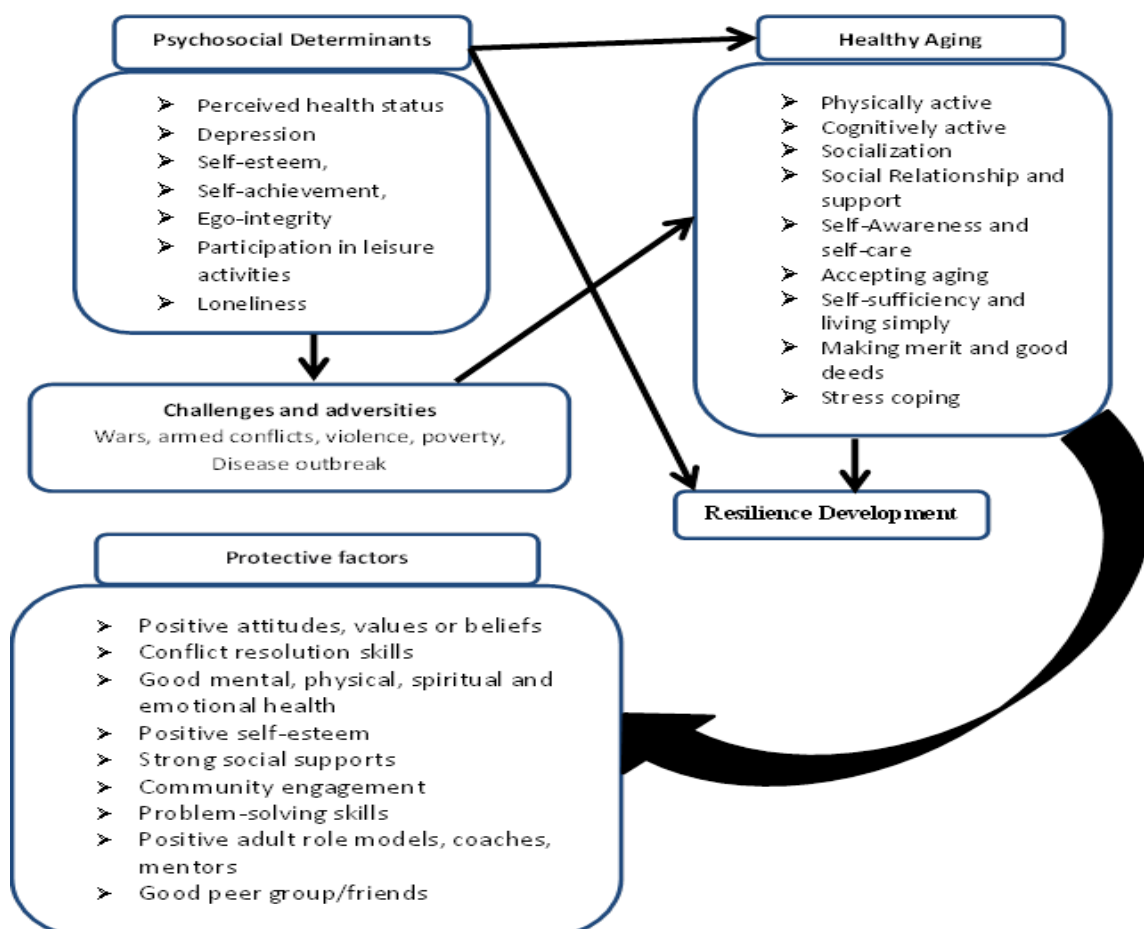 Psychosocial Determinants
➤ Perceived health status
➤ Depression
➤ Self-esteem,
➤ Self-achievement,
➤ Ego-integrity
➤ Participation in leisure
activities
➤ Loneliness
Challenges and adversities
Wars, armed conflicts, violence, poverty,
Disease outbreak
Healthy Aging
➤ Physically active
➤ Cognitively active
➤ Socialization
➤ Social Relationship and
support
➤ Self-Awareness and
self-care
➤ Accepting aging
➤ Self-sufficiency and
living simply
➤ Making merit and good
deeds
➤ Stress coping
Resilience Development
Protective factors
➤ Positive attitudes, values or beliefs
➤ Conflict resolution skills
➤ Good mental, physical, spiritual and
emotional health
➤ Positive self-esteem
➤ Strong social supports
➤ Community engagement
➤ Problem-solving skills
➤ Positive adult role models, coaches,
mentors
➤ Good peer group/friends